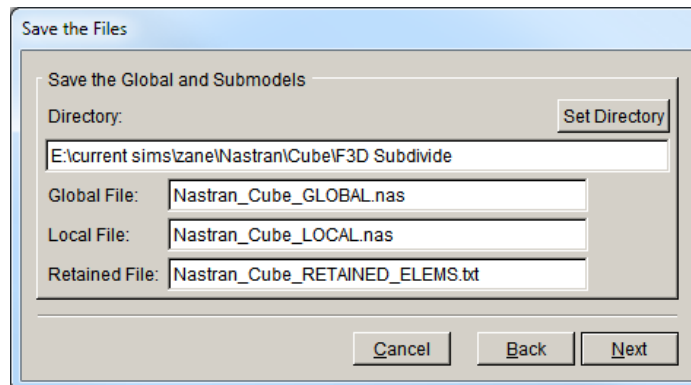 Save the Files
Save the Global and Submodels
Directory:
Set Directory
E:\current sims\zane\Nastran\Cube\F3D Subdivide
Global File: Nastran_Cube_GLOBAL.nas
Local File: Nastran_Cube_LOCAL.nas
Retained File: Nastran_Cube_RETAINED_ELEMS.txt
Cancel Back Next